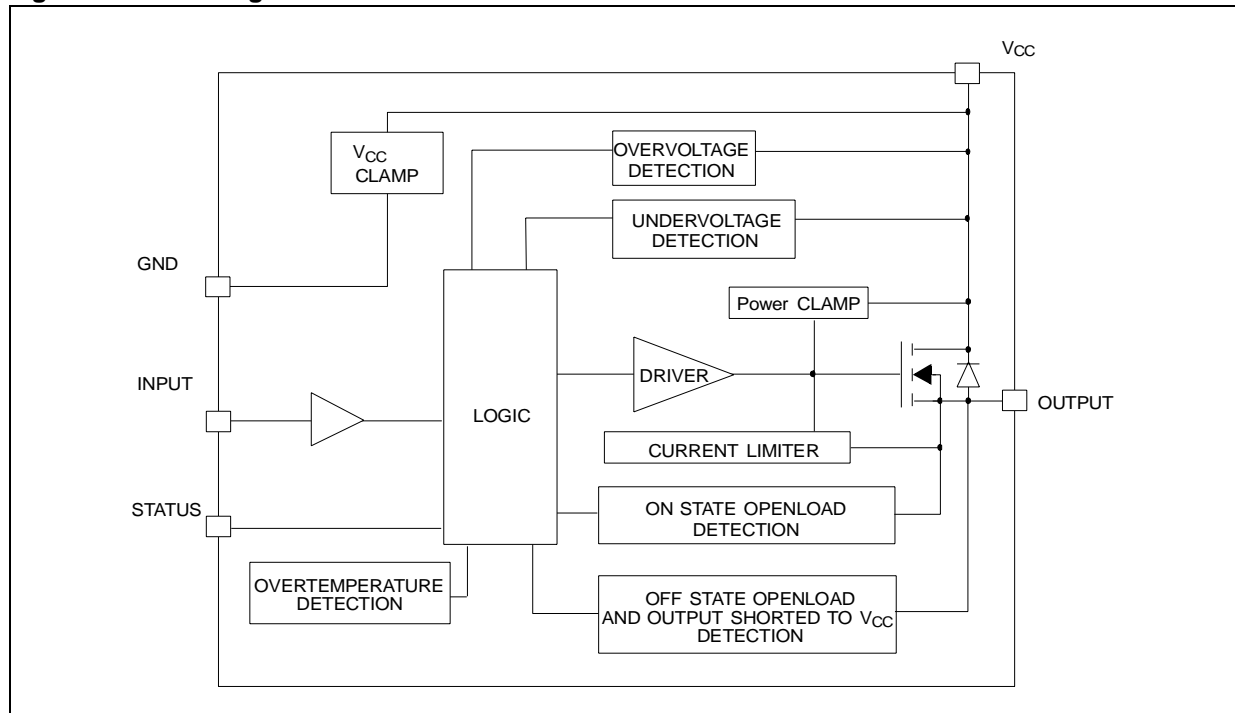 VCC
VCC
CLAMP
OVERVOLTAGE
DETECTION
UNDERVOLTAGE
DETECTION
GND
Power CLAMP
INPUT
DRIVER
LOGIC
OUTPUT
CURRENT LIMITER
STATUS
ON STATE OPENLOAD
DETECTION
OVERTEMPERATURE
DETECTION
OFF STATE OPENLOAD
AND OUTPUT SHORTED TO VCC
DETECTION